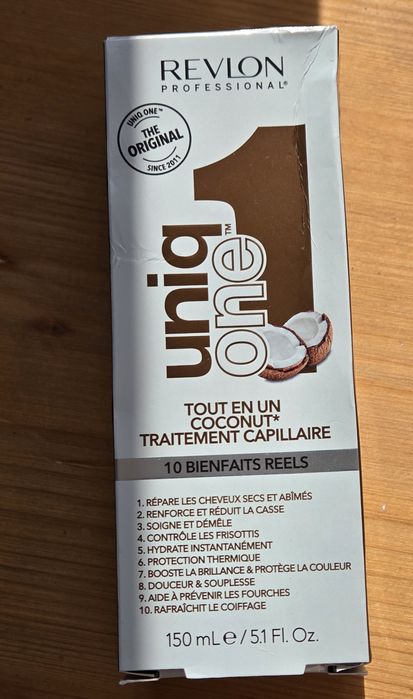 REVLON
PROFESSIONAL®
UNIQ ONE™
THE
ORIGINAL
SINCE 2011
1
uniq
one™
TOUT EN UN
COCONUT*
TRAITEMENT CAPILLAIRE
10 BIENFAITS REELS
1. RÉPARE LES CHEVEUX SECS ET ABÎMÉS
2. RENFORCE ET RÉDUIT LA CASSE
3. SOIGNE ET DÉMÊLE
4. CONTRÔLE LES FRISOTTIS
5. HYDRATE INSTANTANÉMENT
6. PROTECTION THERMIQUE
7. BOOSTE LA BRILLANCE & PROTÈGE LA COULEUR
8. DOUCEUR & SOUPLESSE
9. AIDE À PRÉVENIR LES FOURCHES
10. RAFRAÎCHIT LE COIFFAGE
150 mL e / 5.1 Fl. Oz.